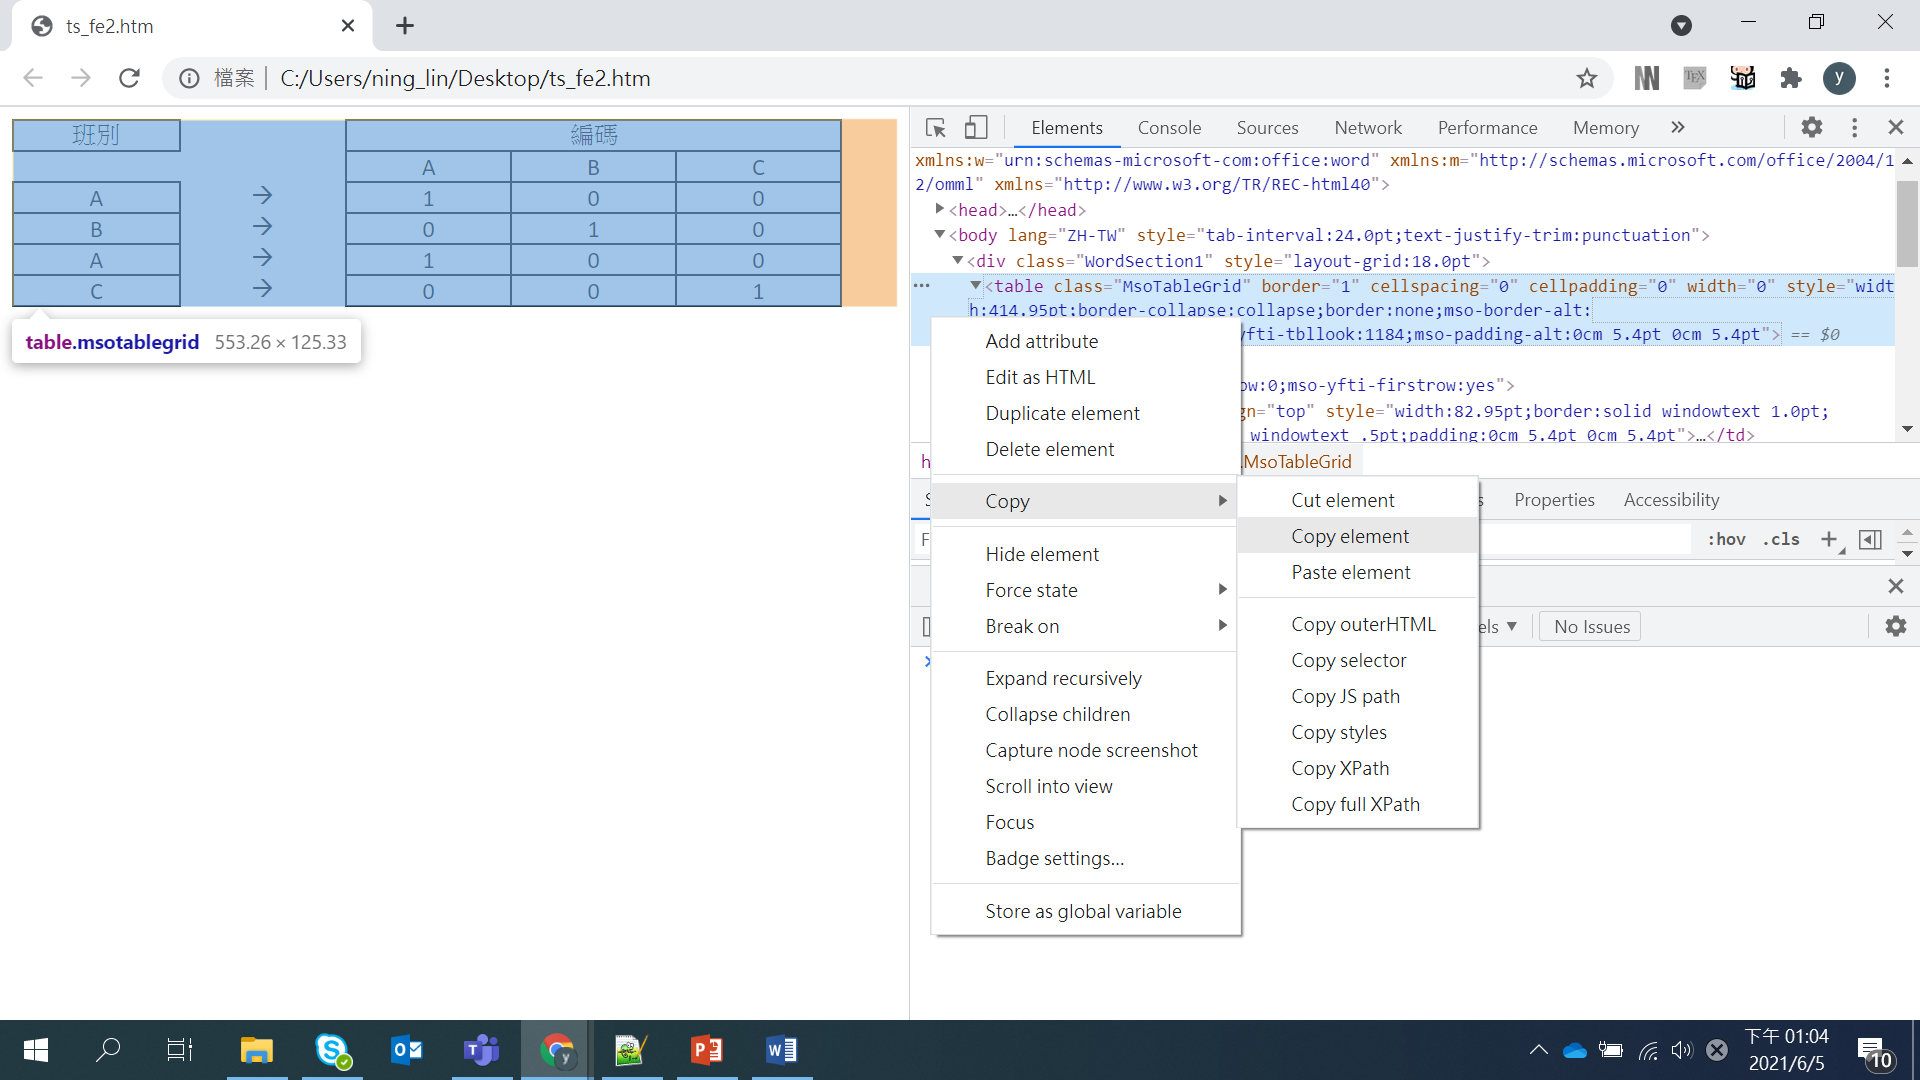 ts_fe2.htm
檔案 C:/Users/ning_lin/Desktop/ts_fe2.htm
y
班別 編碼
A B C
A → 1 0 0
B → 0 1 0
A → 1 0 0
C → 0 0 1
table.msotablegrid 553.26 × 125.33
Elements Console Sources Network Performance Memory »
xmlns:w="urn:schemas-microsoft-com:office:word" xmlns:m="http://schemas.microsoft.com/office/2004/1
2/omml" xmlns="http://www.w3.org/TR/REC-html40">
<head>…</head>
<body lang="ZH-TW" style="tab-interval:24.0pt;text-justify-trim:punctuation">
<div class="WordSection1" style="layout-grid:18.0pt">
<table class="MsoTableGrid" border="1" cellspacing="0" cellpadding="0" width="0" style="widt
h:414.95pt;border-collapse:collapse;border:none;mso-border-alt:
yfti-tbllook:1184;mso-padding-alt:0cm 5.4pt 0cm 5.4pt"> == $0
ow:0;mso-yfti-firstrow:yes">
gn="top" style="width:82.95pt;border:solid windowtext 1.0pt;
windowtext .5pt;padding:0cm 5.4pt 0cm 5.4pt">…</td>
h .MsoTableGrid
S s Properties Accessibility
F :hov .cls +
els ▼ No Issues
Add attribute
Edit as HTML
Duplicate element
Delete element
Copy
Hide element
Force state
Break on
Expand recursively
Collapse children
Capture node screenshot
Scroll into view
Focus
Badge settings...
Store as global variable
Cut element
Copy element
Paste element
Copy outerHTML
Copy selector
Copy JS path
Copy styles
Copy XPath
Copy full XPath
下午 01:04
2021/6/5
10